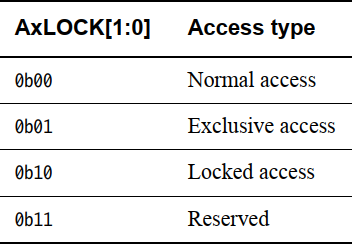 AxLOCK[1:0] Access type
0b00 Normal access
0b01 Exclusive access
0b10 Locked access
0b11 Reserved